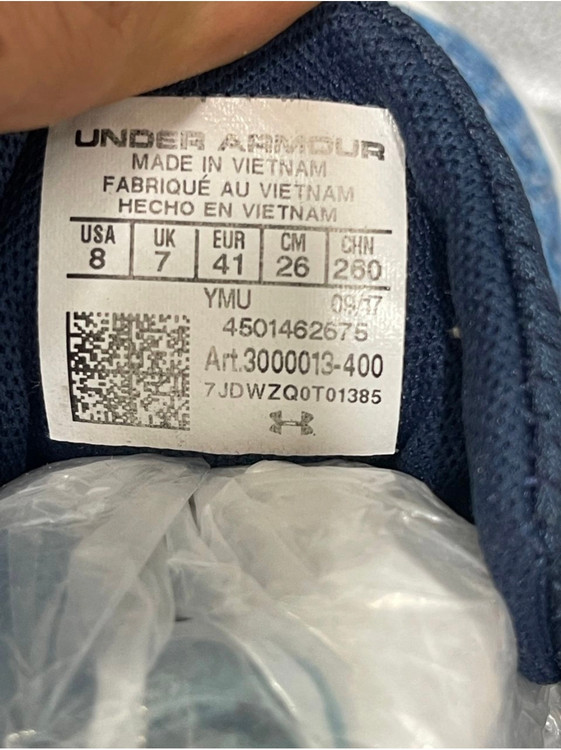 UNDER ARMOUR
MADE IN VIETNAM
FABRIQUÉ AU VIETNAM
HECHO EN VIETNAM
USA UK EUR CM CHN
8 7 41 26 260
YMU 09/17
4501462675
Art.3000013-400
7JDWZQ0T01385